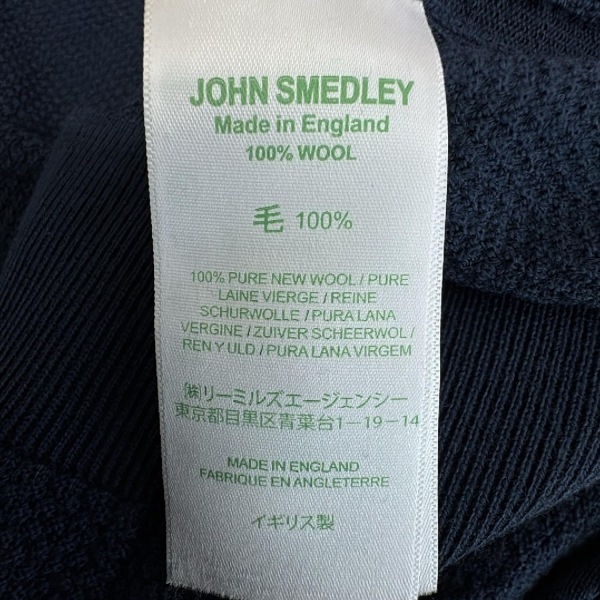 JOHN SMEDLEY
Made in England
100% WOOL
毛 100%
100% PURE NEW WOOL / PURE
LAINE VIERGE / REINE
SCHURWOLLE / PURA LANA
VERGINE / ZUIVER SCHEERWOL /
REN Y ULD / PURA LANA VIRGEM
㈱リーミルズエージェンシー
東京都目黒区青葉台1-19-14
MADE IN ENGLAND
FABRIQUE EN ANGLETERRE
イギリス製